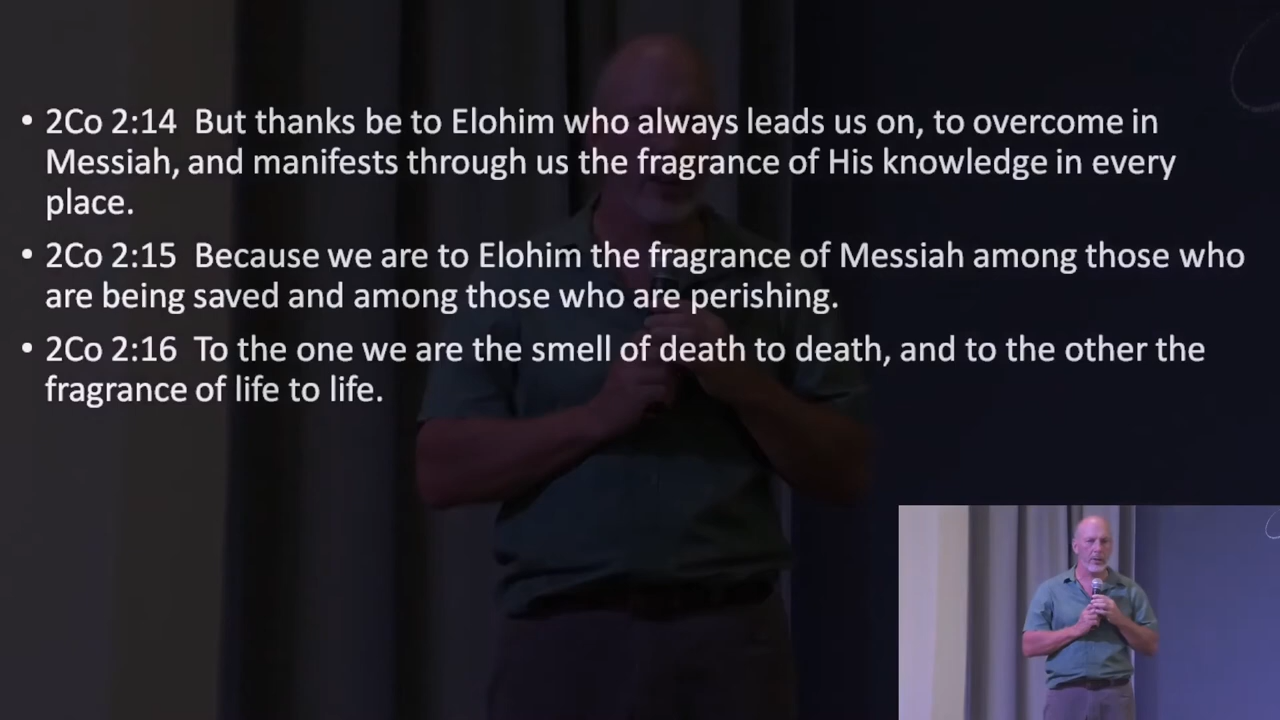 • 2Co 2:14  But thanks be to Elohim who always leads us on, to overcome in
Messiah, and manifests through us the fragrance of His knowledge in every
place.
• 2Co 2:15  Because we are to Elohim the fragrance of Messiah among those who
are being saved and among those who are perishing.
• 2Co 2:16  To the one we are the smell of death to death, and to the other the
fragrance of life to life.